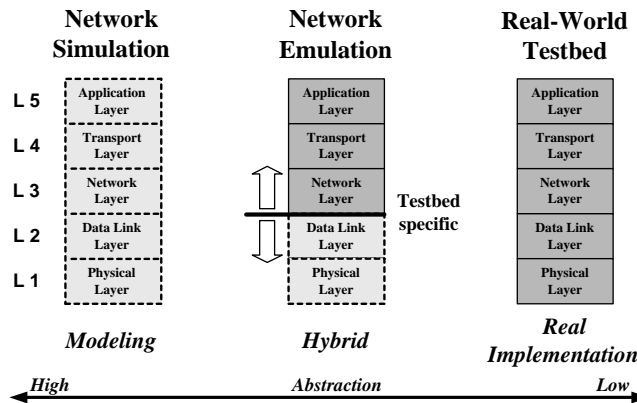 Network
Simulation
Network
Emulation
Real-World
Testbed
L 5
Application
Layer
Application
Layer
Application
Layer
L 4
Transport
Layer
Transport
Layer
Transport
Layer
L 3
Network
Layer
Network
Layer
Network
Layer
Testbed
specific
L 2
Data Link
Layer
Data Link
Layer
Data Link
Layer
L 1
Physical
Layer
Physical
Layer
Physical
Layer
Modeling
Hybrid
Real
Implementation
High
Abstraction
Low